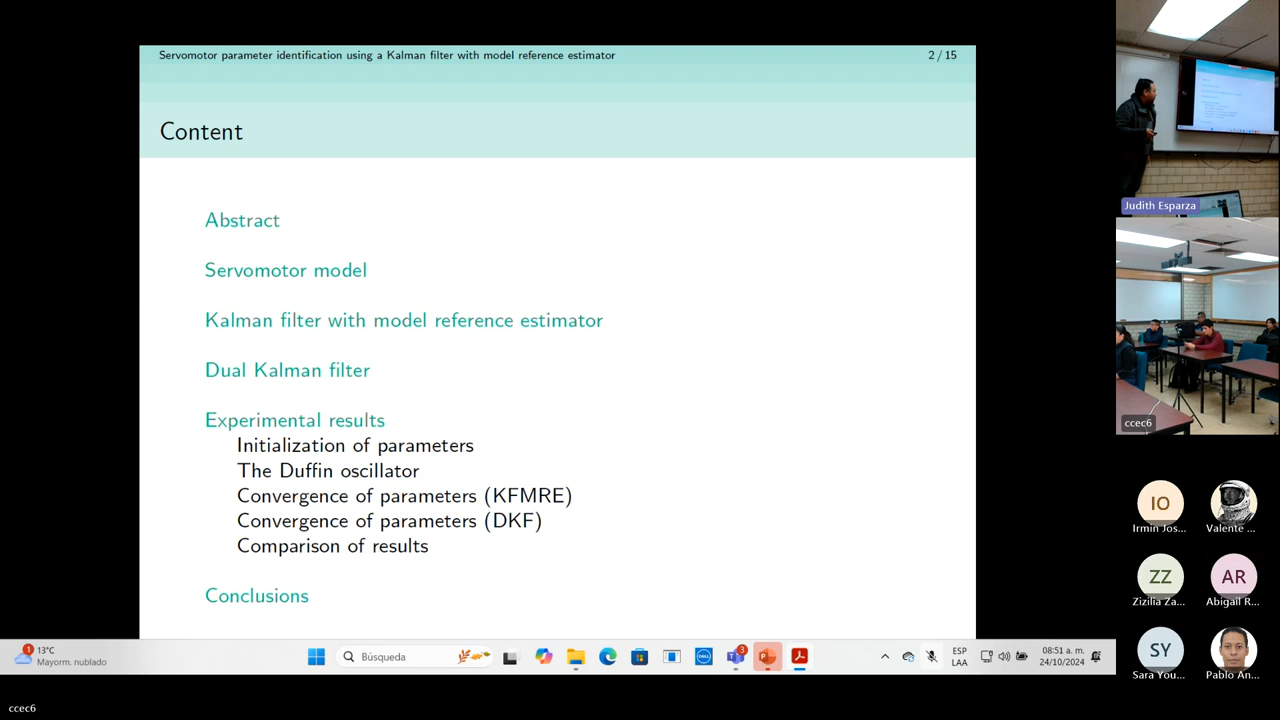 Servomotor parameter identification using a Kalman filter with model reference estimator
2 / 15
Content
Abstract
Servomotor model
Kalman filter with model reference estimator
Dual Kalman filter
Experimental results
Initialization of parameters
The Duffin oscillator
Convergence of parameters (KFMRE)
Convergence of parameters (DKF)
Comparison of results
Conclusions
1
13°C
Mayorm. nublado
Búsqueda
DELL
3
ESP
LAA
08:51 a. m.
24/10/2024
Judith Esparza
ccec6
IO
Irmin Jos...
Valente ...
ZZ
Zizilia Za...
AR
Abigail R...
SY
Sara You...
Pablo An...
ccec6